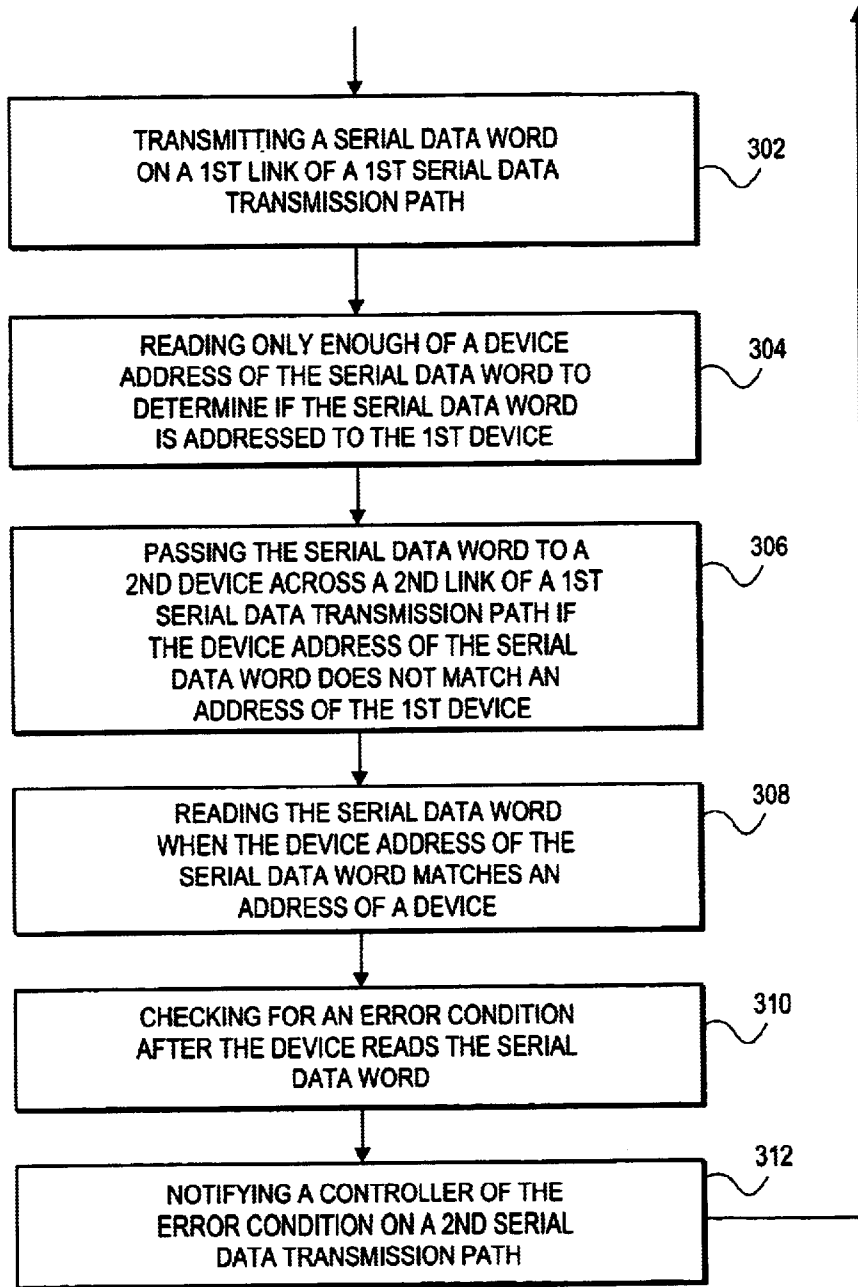 TRANSMITTING A SERIAL DATA WORD
ON A 1ST LINK OF A 1ST SERIAL DATA
TRANSMISSION PATH
302
READING ONLY ENOUGH OF A DEVICE
ADDRESS OF THE SERIAL DATA WORD TO
DETERMINE IF THE SERIAL DATA WORD
IS ADDRESSED TO THE 1ST DEVICE
304
PASSING THE SERIAL DATA WORD TO A
2ND DEVICE ACROSS A 2ND LINK OF A 1ST
SERIAL DATA TRANSMISSION PATH IF
THE DEVICE ADDRESS OF THE SERIAL
DATA WORD DOES NOT MATCH AN
ADDRESS OF THE 1ST DEVICE
306
READING THE SERIAL DATA WORD
WHEN THE DEVICE ADDRESS OF THE
SERIAL DATA WORD MATCHES AN
ADDRESS OF A DEVICE
308
CHECKING FOR AN ERROR CONDITION
AFTER THE DEVICE READS THE SERIAL
DATA WORD
310
NOTIFYING A CONTROLLER OF THE
ERROR CONDITION ON A 2ND SERIAL
DATA TRANSMISSION PATH
312